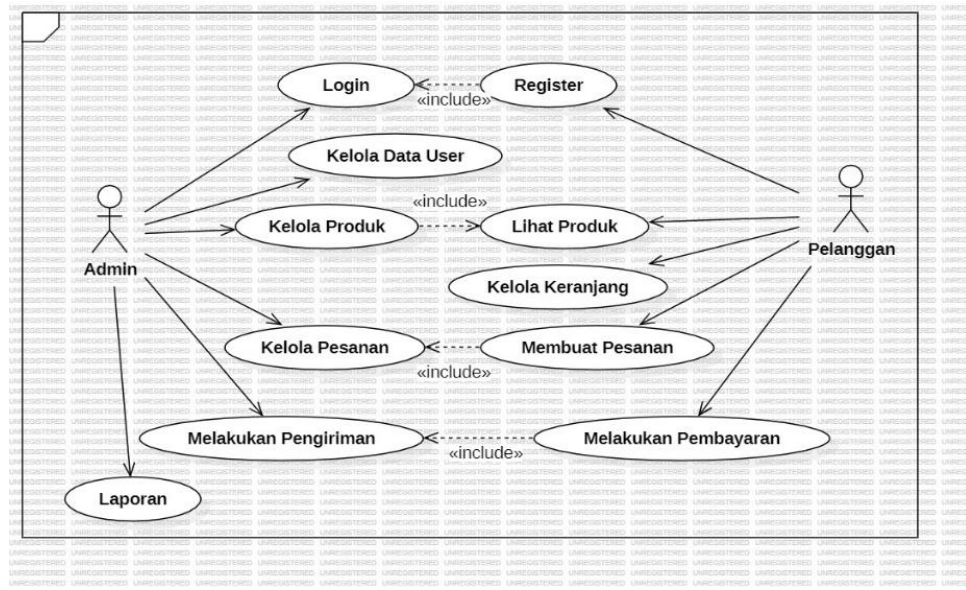 Login
Register
«include»
Kelola Data User
«include»
Kelola Produk
Lihat Produk
Admin
Pelanggan
Kelola Keranjang
Kelola Pesanan
Membuat Pesanan
«include»
Melakukan Pengiriman
Melakukan Pembayaran
«include»
Laporan
UNREGISTERED